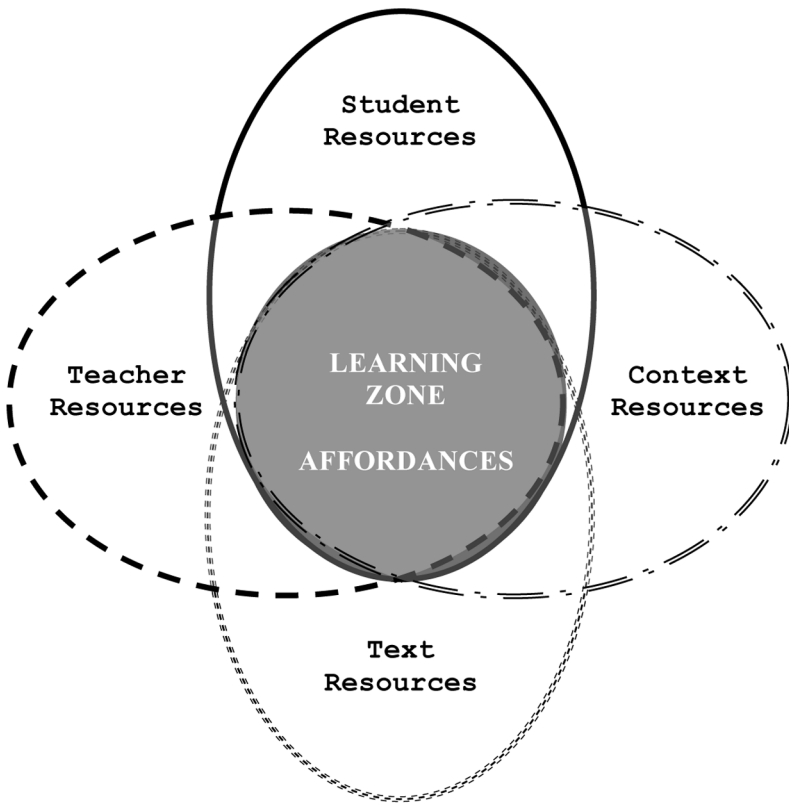 Student
Resources
Teacher
Resources
LEARNING
ZONE
AFFORDANCES
Context
Resources
Text
Resources